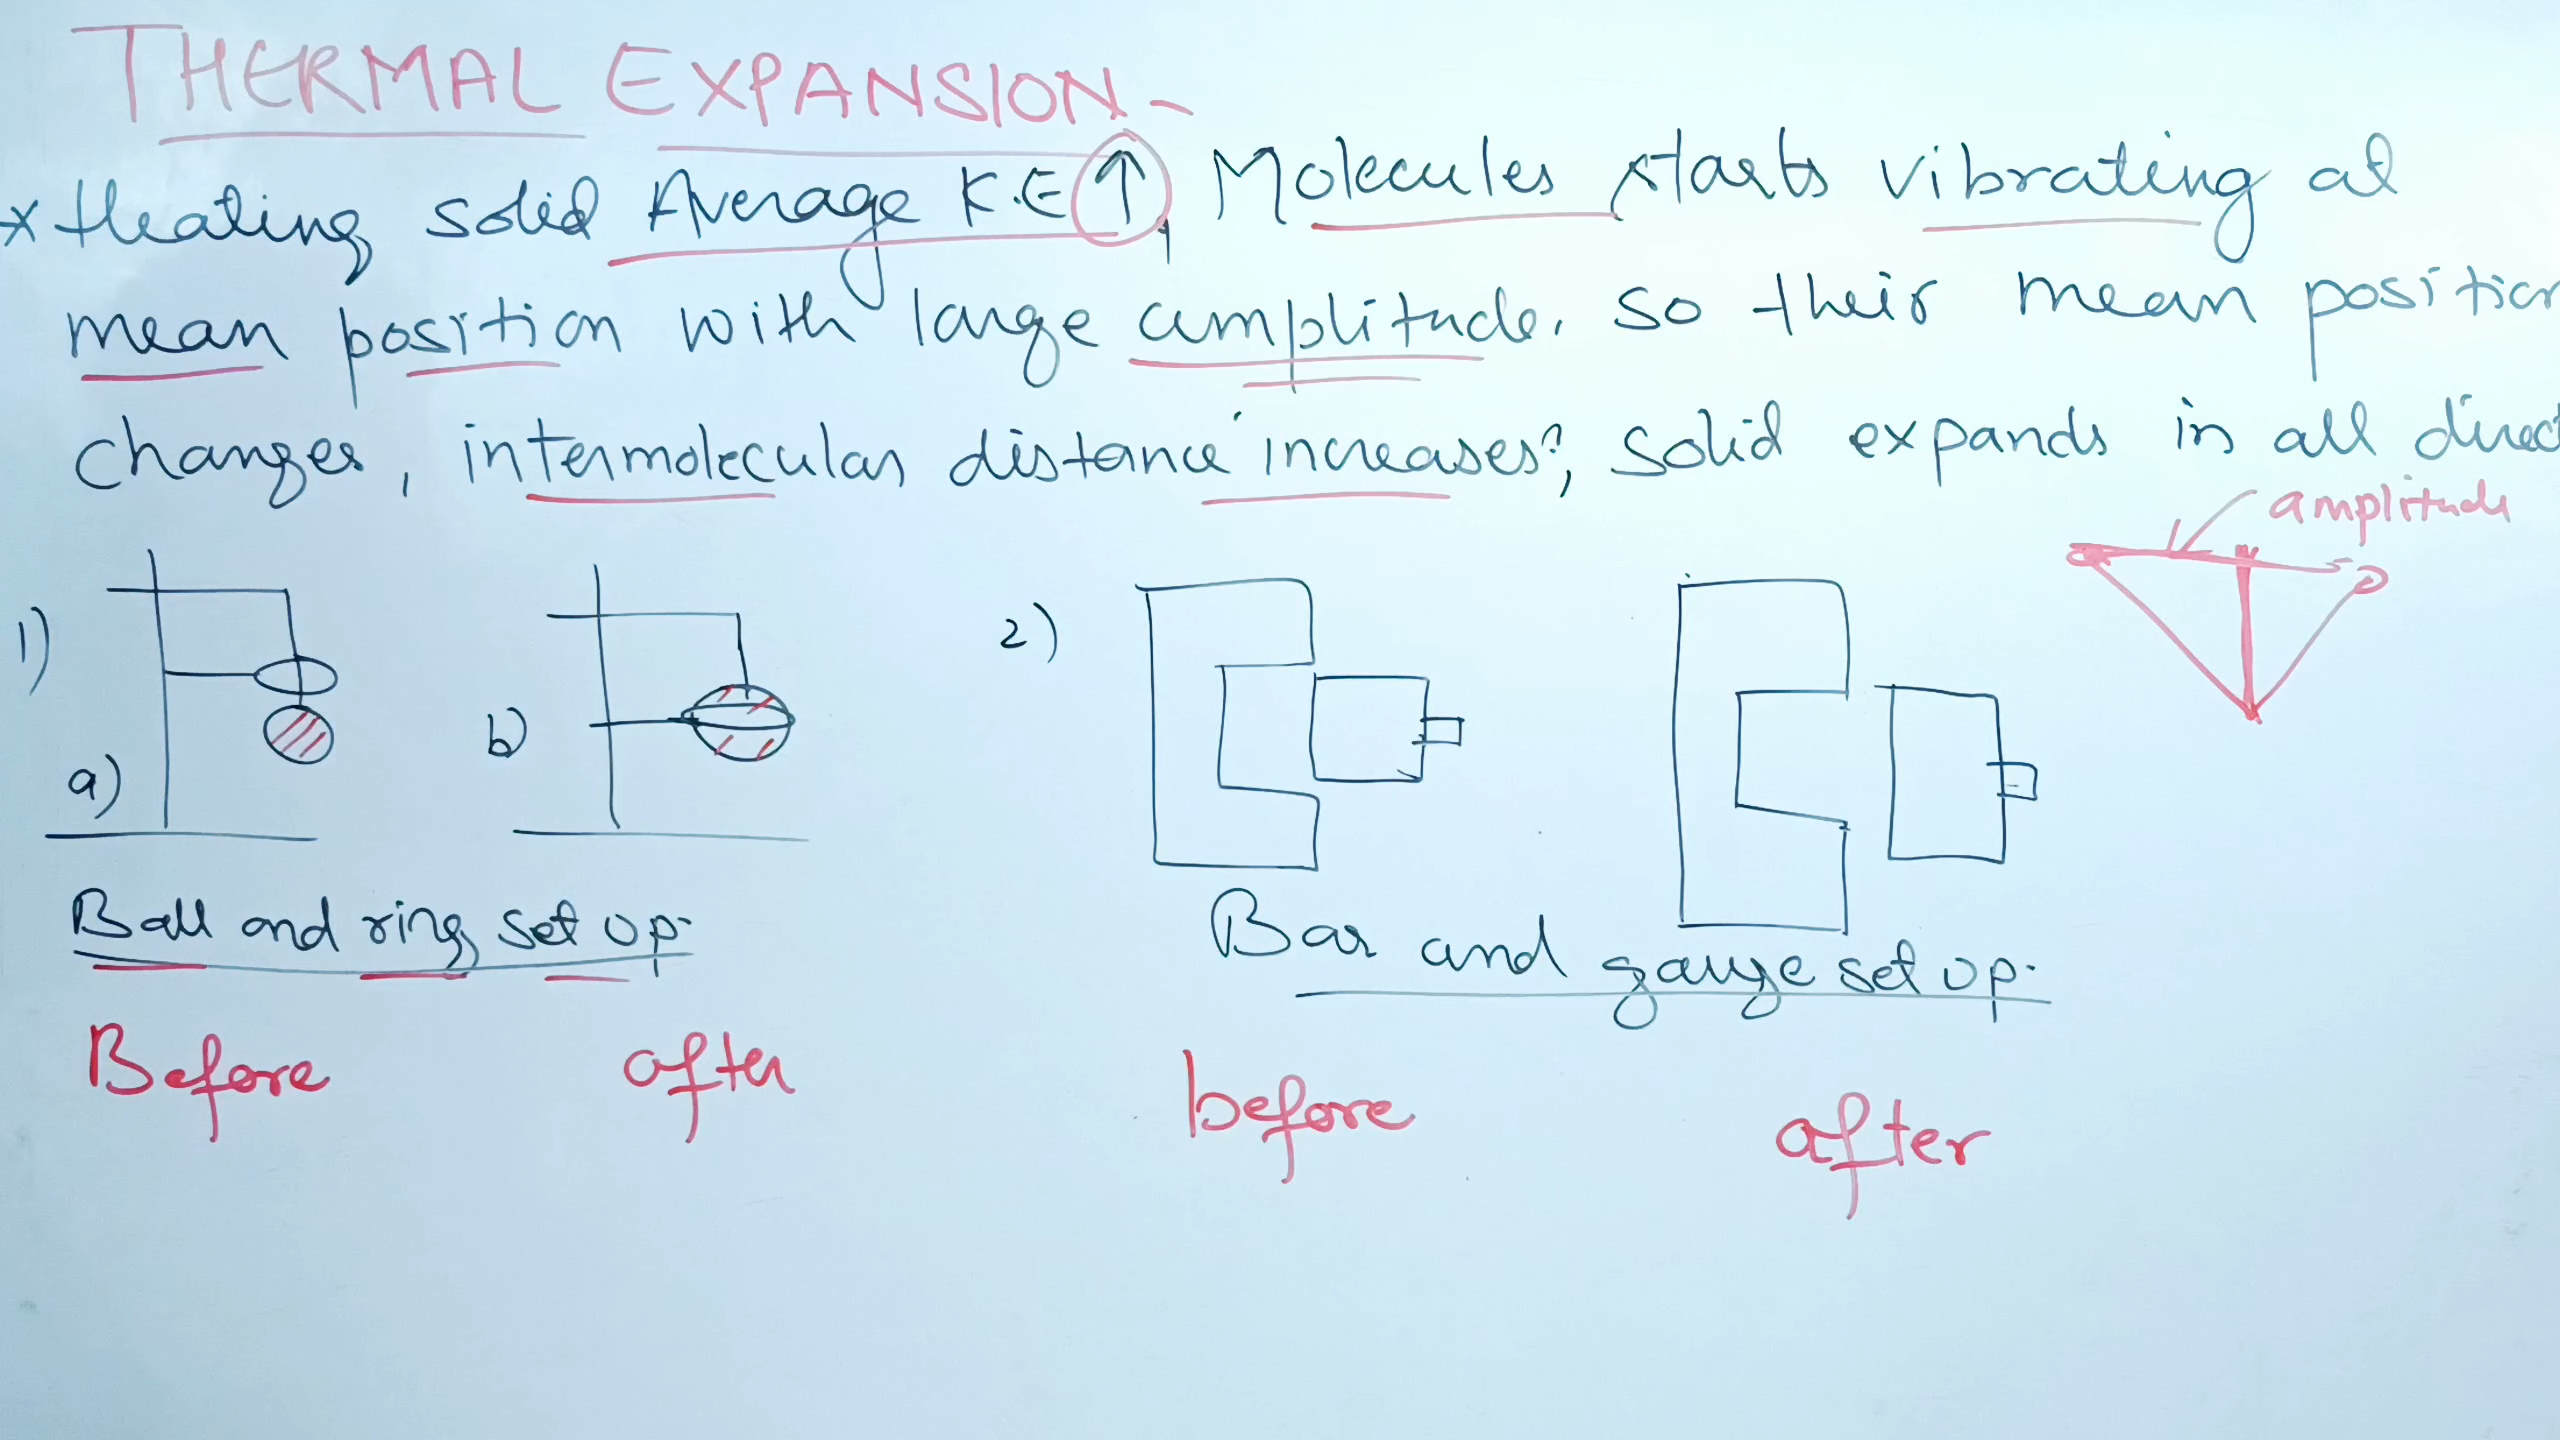 THERMAL EXPANSION -
* Heating solid Average K.E ↑, Molecules starts vibrating at
mean position with large amplitude. so their mean position
changes, intermolecular distance increases, solid expands in all direct
amplitude
1)
a)
b)
2)
Ball and ring set up.
Bar and gauge set up.
Before
after
before
after